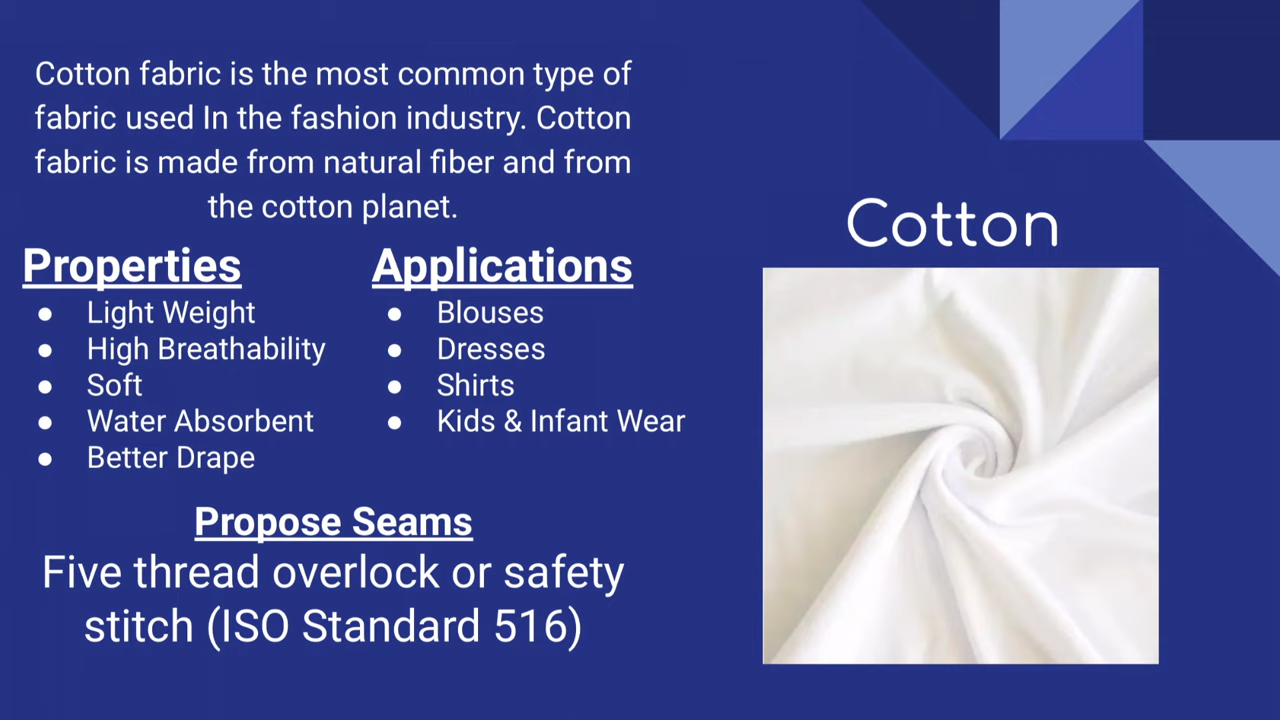 Cotton fabric is the most common type of
fabric used In the fashion industry. Cotton
fabric is made from natural fiber and from
the cotton planet.
Properties
● Light Weight
● High Breathability
● Soft
● Water Absorbent
● Better Drape
Applications
● Blouses
● Dresses
● Shirts
● Kids & Infant Wear
Propose Seams
Five thread overlock or safety
stitch (ISO Standard 516)
Cotton